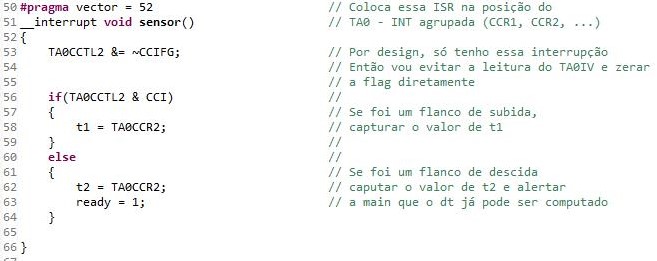 50 #pragma vector = 52 // Coloca essa ISR na posição do
51 __interrupt void sensor() // TA0 - INT agrupada (CCR1, CCR2, ...)
52 {
53 TA0CCTL2 &= ~CCIFG; // Por design, só tenho essa interrupção
54 // Então vou evitar a leitura do TA0IV e zerar
55 // a flag diretamente
56 if(TA0CCTL2 & CCI) //
57 { // Se foi um flanco de subida,
58 t1 = TA0CCR2; // capturar o valor de t1
59 } //
60 else //
61 { // Se foi um flanco de descida
62 t2 = TA0CCR2; // caputar o valor de t2 e alertar
63 ready = 1; // a main que o dt já pode ser computado
64 }
65
66 }